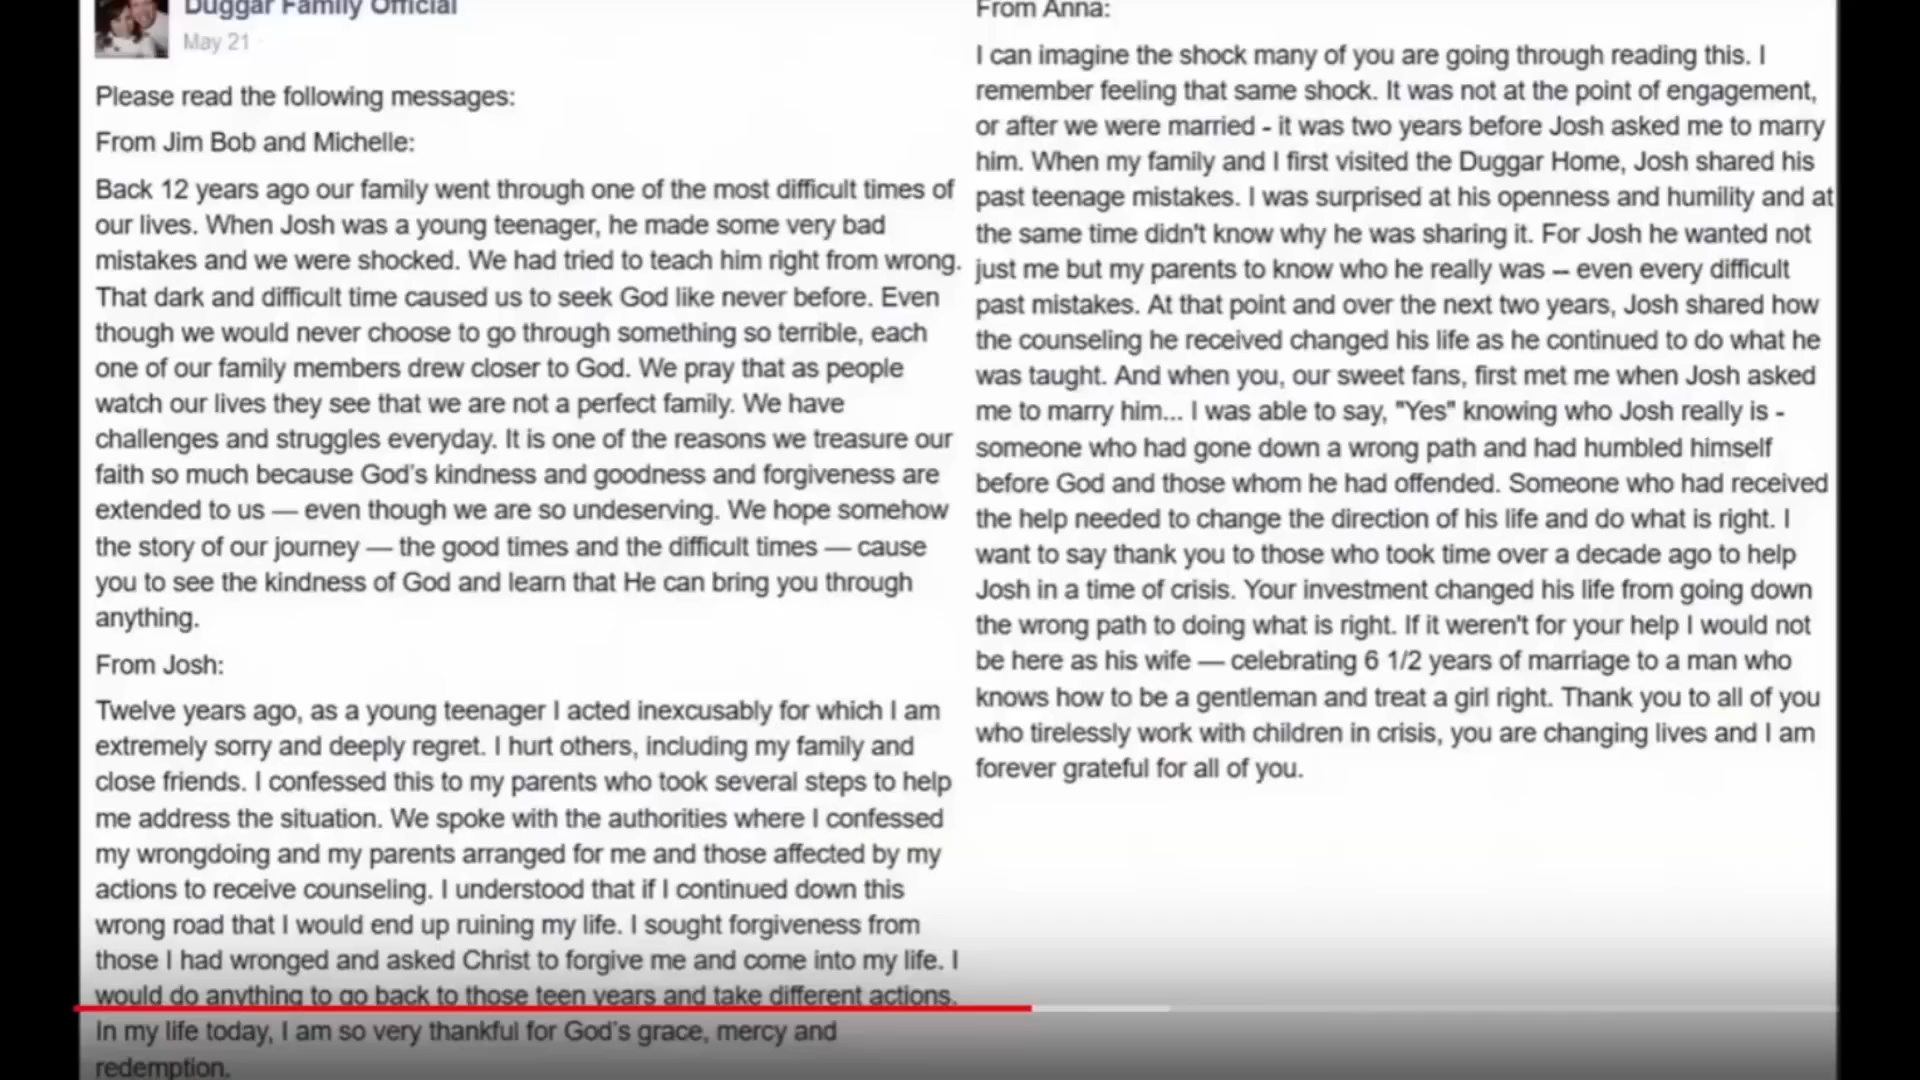 Duggar Family Official
May 21
Please read the following messages:
From Jim Bob and Michelle:
Back 12 years ago our family went through one of the most difficult times of
our lives. When Josh was a young teenager, he made some very bad
mistakes and we were shocked. We had tried to teach him right from wrong.
That dark and difficult time caused us to seek God like never before. Even
though we would never choose to go through something so terrible, each
one of our family members drew closer to God. We pray that as people
watch our lives they see that we are not a perfect family. We have
challenges and struggles everyday. It is one of the reasons we treasure our
faith so much because God's kindness and goodness and forgiveness are
extended to us — even though we are so undeserving. We hope somehow
the story of our journey — the good times and the difficult times — cause
you to see the kindness of God and learn that He can bring you through
anything.
From Josh:
Twelve years ago, as a young teenager I acted inexcusably for which I am
extremely sorry and deeply regret. I hurt others, including my family and
close friends. I confessed this to my parents who took several steps to help
me address the situation. We spoke with the authorities where I confessed
my wrongdoing and my parents arranged for me and those affected by my
actions to receive counseling. I understood that if I continued down this
wrong road that I would end up ruining my life. I sought forgiveness from
those I had wronged and asked Christ to forgive me and come into my life. I
would do anything to go back to those teen years and take different actions.
In my life today, I am so very thankful for God's grace, mercy and
redemption.
From Anna:
I can imagine the shock many of you are going through reading this. I
remember feeling that same shock. It was not at the point of engagement,
or after we were married - it was two years before Josh asked me to marry
him. When my family and I first visited the Duggar Home, Josh shared his
past teenage mistakes. I was surprised at his openness and humility and at
the same time didn't know why he was sharing it. For Josh he wanted not
just me but my parents to know who he really was -- even every difficult
past mistakes. At that point and over the next two years, Josh shared how
the counseling he received changed his life as he continued to do what he
was taught. And when you, our sweet fans, first met me when Josh asked
me to marry him... I was able to say, "Yes" knowing who Josh really is -
someone who had gone down a wrong path and had humbled himself
before God and those whom he had offended. Someone who had received
the help needed to change the direction of his life and do what is right. I
want to say thank you to those who took time over a decade ago to help
Josh in a time of crisis. Your investment changed his life from going down
the wrong path to doing what is right. If it weren't for your help I would not
be here as his wife — celebrating 6 1/2 years of marriage to a man who
knows how to be a gentleman and treat a girl right. Thank you to all of you
who tirelessly work with children in crisis, you are changing lives and I am
forever grateful for all of you.